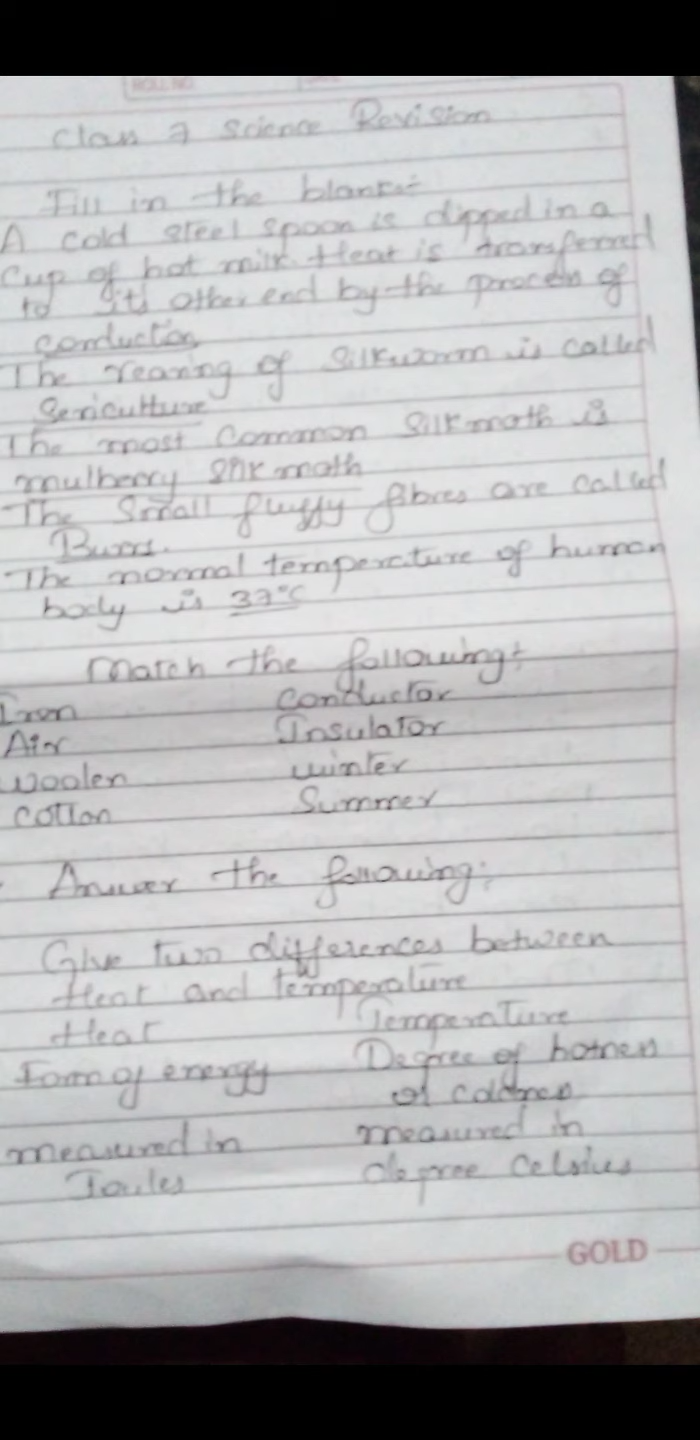 Class 7 Science Revision
Fill in the blanks:-
A cold steel spoon is dipped in a
cup of hot milk. Heat is transferred
to its other end by the process of
conduction
The rearing of silkworm is called
Sericulture
The most common silk moth is
mulberry silk moth
The small fluffy fibres are called
Burrs.
The normal temperature of human
body is 37°C
Match the following:-
Iron conductor
Air Insulator
woolen winter
cotton Summer
Answer the following:
Give two differences between
Heat and temperature
Heat Temperature
Form of energy Degree of hotness
or coldness
measured in measured in
Joules degree Celsius
GOLD